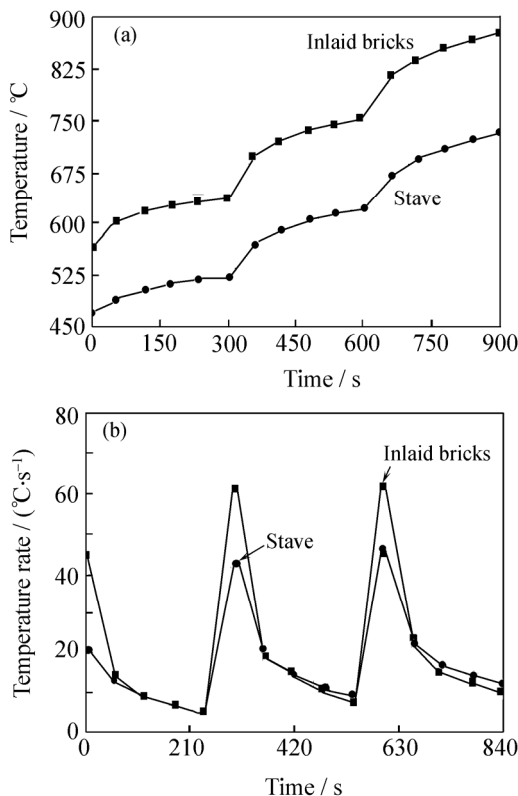 900
(a)
Inlaid bricks
825
750
675
600
Stave
525
450
Temperature / ℃
0 150 300 450 600 750 900
Time / s
80
(b)
Inlaid bricks
60
Stave
40
20
0
Temperature rate / (℃·s⁻¹)
0 210 420 630 840
Time / s